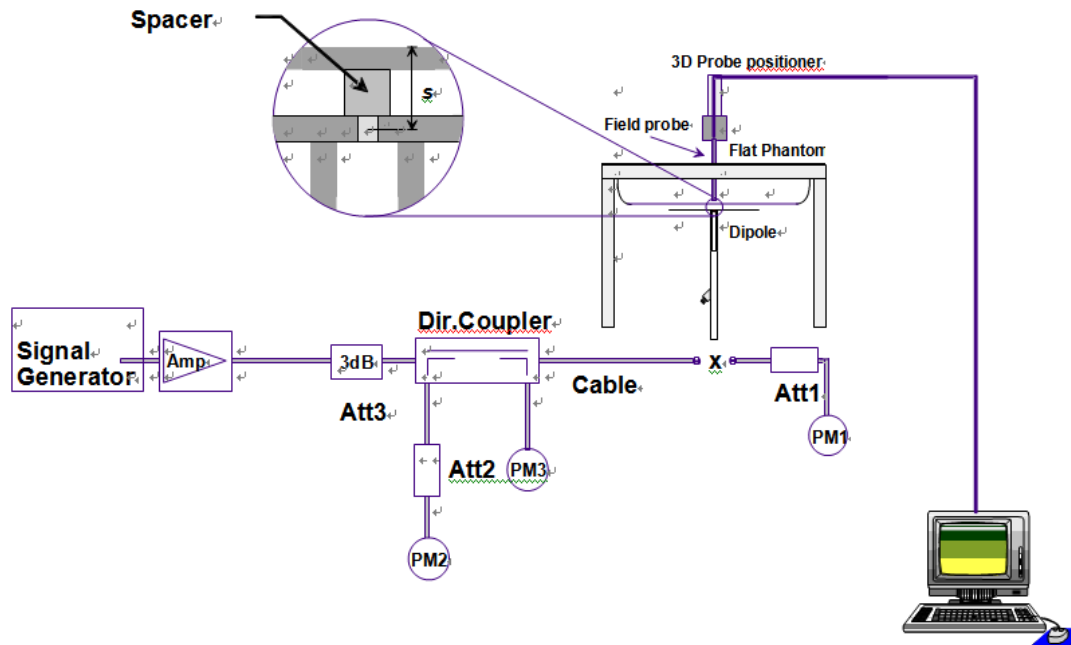 Spacer
s
3D Probe positioner
Field probe
Flat Phantom
Dipole
Signal
Generator
Amp
3dB
Att3
Dir.Coupler
Cable
x
Att1
PM1
Att2
PM3
PM2